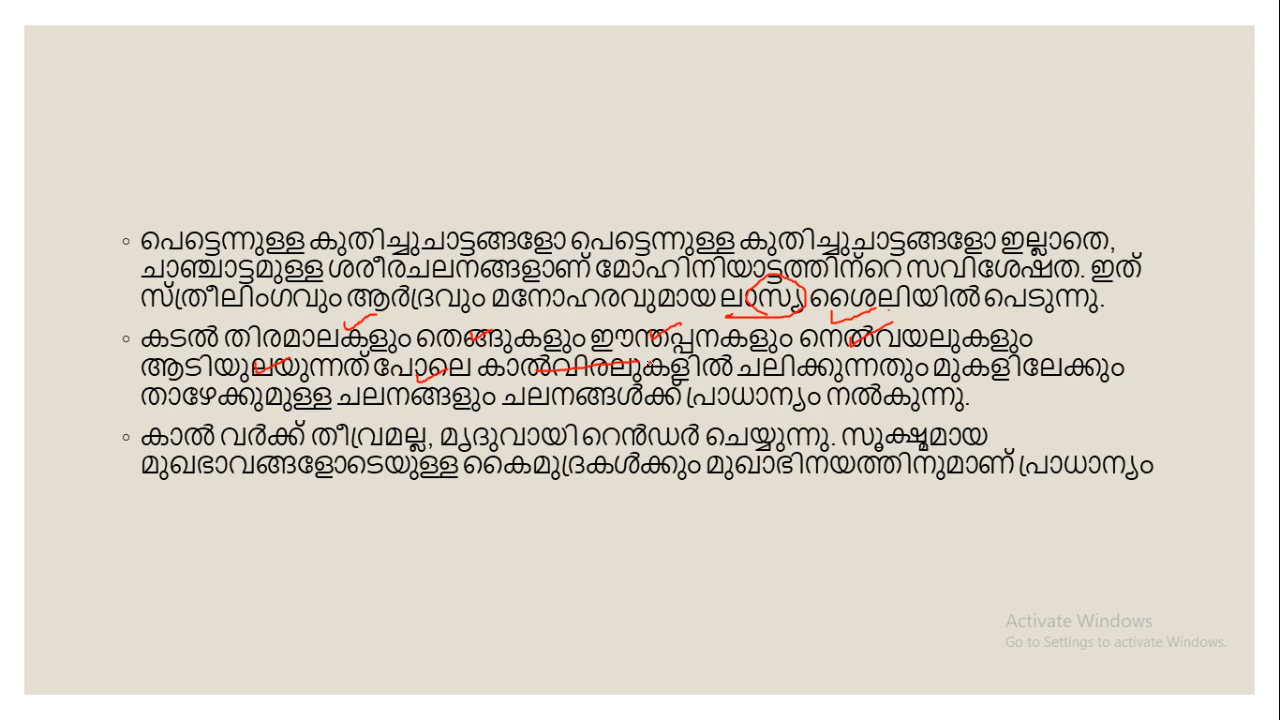 ◦ പെട്ടെന്നുള്ള കുതിച്ചുചാട്ടങ്ങളോ പെട്ടെന്നുള്ള കുതിച്ചുചാട്ടങ്ങളോ ഇല്ലാതെ,
ചാഞ്ചാട്ടമുള്ള ശരീരചലനങ്ങളാണ് മോഹിനിയാട്ടത്തിന്റെ സവിശേഷത. ഇത്
സ്ത്രീലിംഗവും ആർദ്രവും മനോഹരവുമായ ലാസ്യ ശൈലിയിൽ പെടുന്നു.
◦ കടൽ തിരമാലകളും തെങ്ങുകളും ഈന്തപ്പനകളും നെൽവയലുകളും
ആടിയുലയുന്നത് പോലെ കാൽവിരലുകളിൽ ചലിക്കുന്നതും മുകളിലേക്കും
താഴേക്കുമുള്ള ചലനങ്ങളും ചലനങ്ങൾക്ക് പ്രാധാന്യം നൽകുന്നു.
◦ കാൽ വർക്ക് തീവ്രമല്ല, മൃദുവായി റെൻഡർ ചെയ്യുന്നു. സൂക്ഷ്മമായ
മുഖഭാവങ്ങളോടെയുള്ള കൈമുദ്രകൾക്കും മുഖാഭിനയത്തിനുമാണ് പ്രാധാന്യം
Activate Windows
Go to Settings to activate Windows.